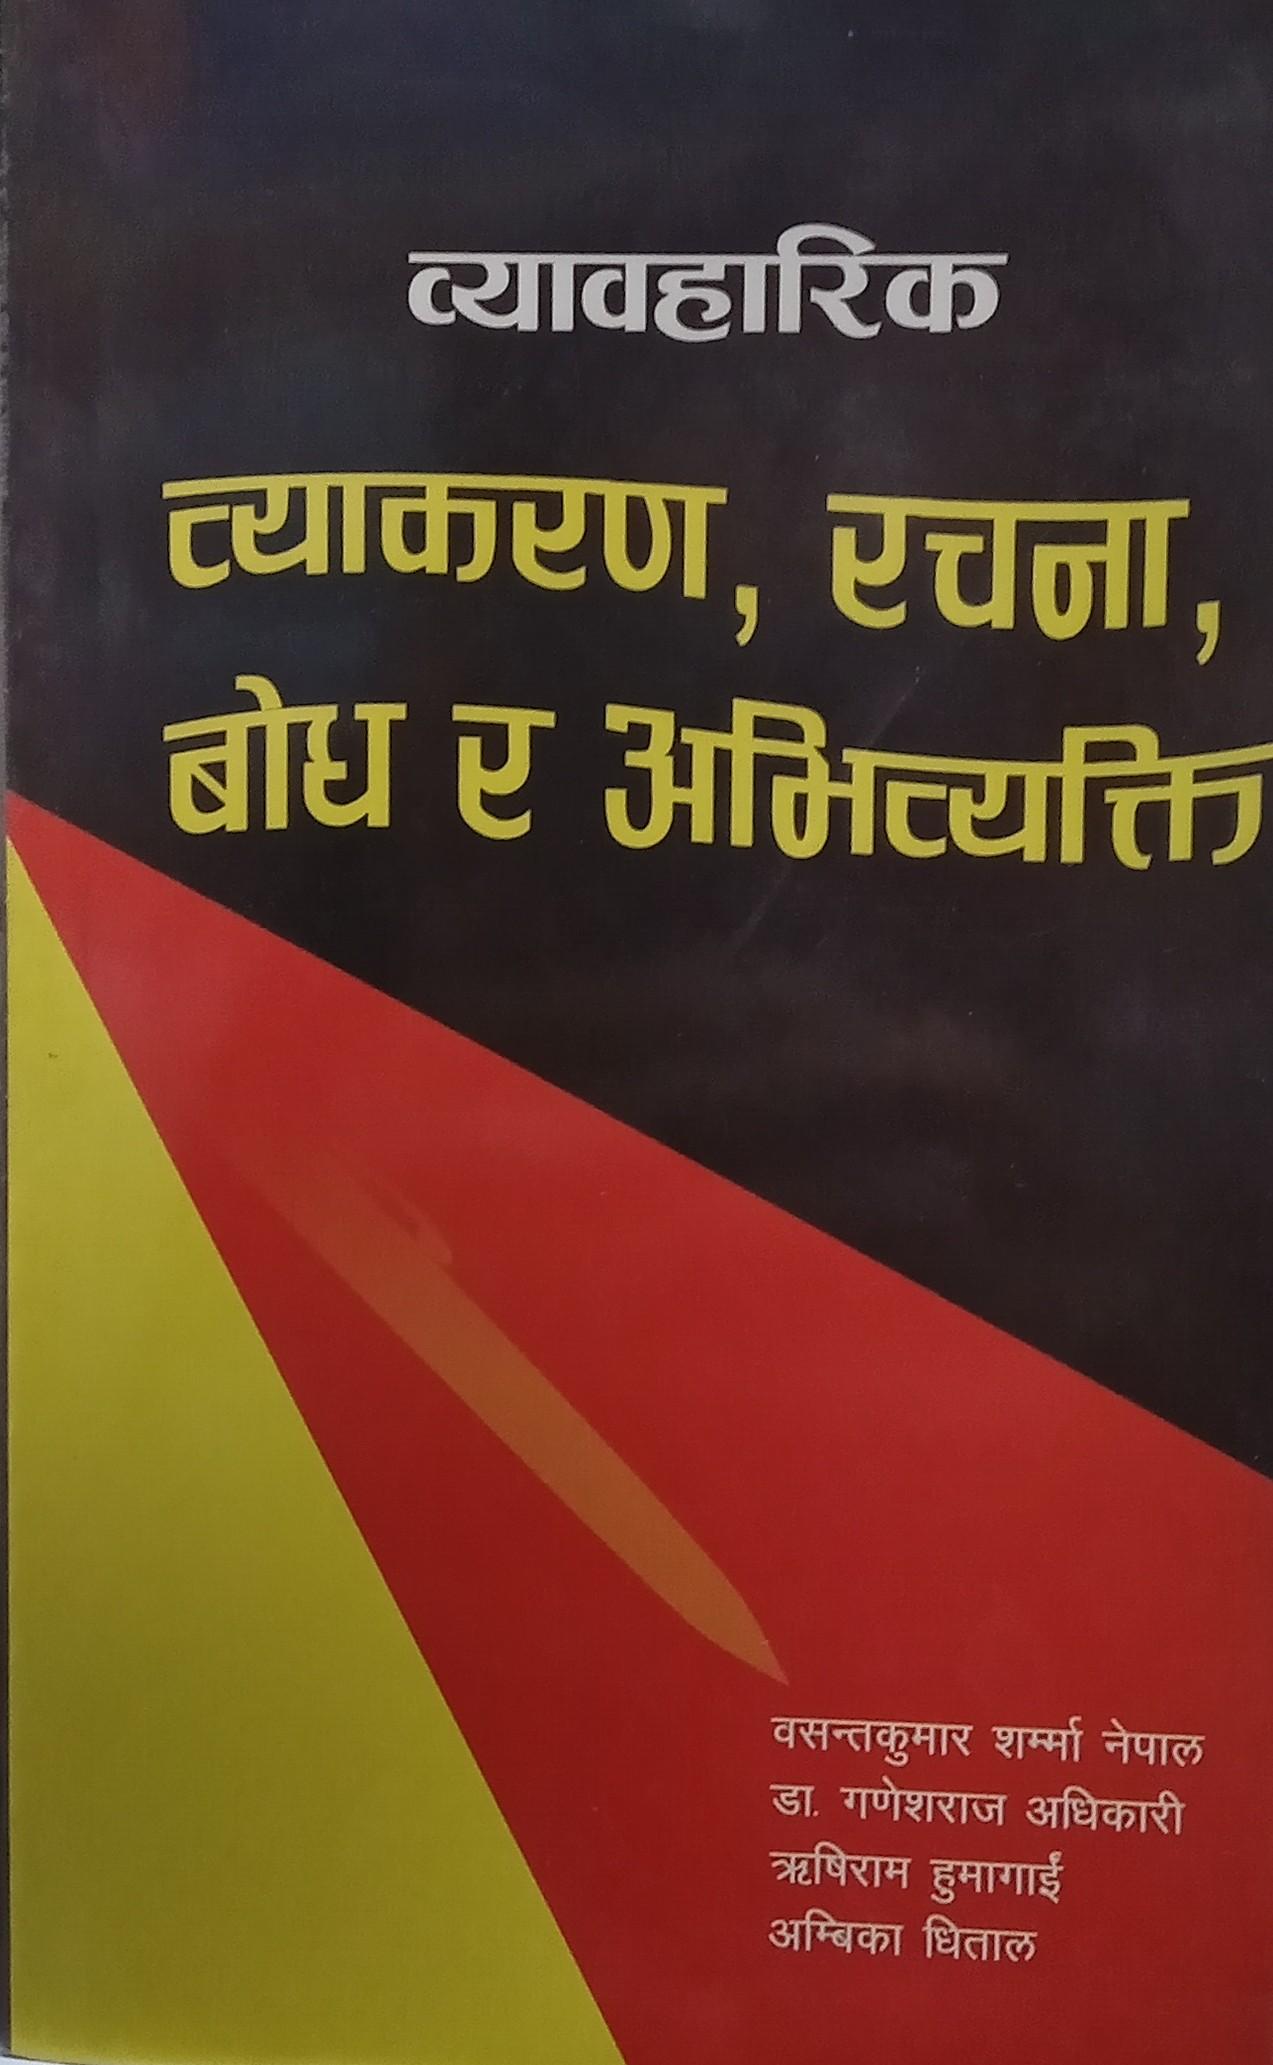 व्यावहारिक
व्याकरण, रचना,
बोध र अभिव्यक्ति
वसन्तकुमार शर्म्मा नेपाल
डा. गणेशराज अधिकारी
ऋषिराम हुमागाईं
अम्बिका धिताल